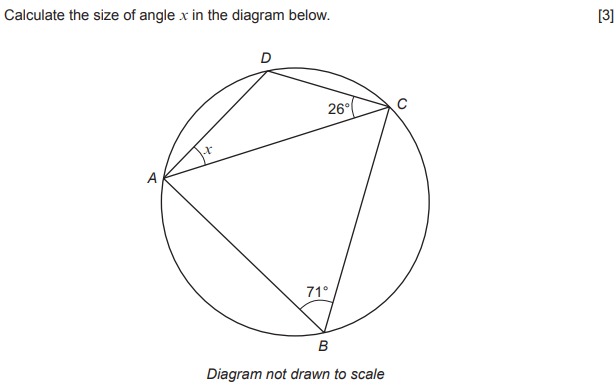 Calculate the size of angle x in the diagram below. [3]
D
C
26°
x
A
71°
B
Diagram not drawn to scale